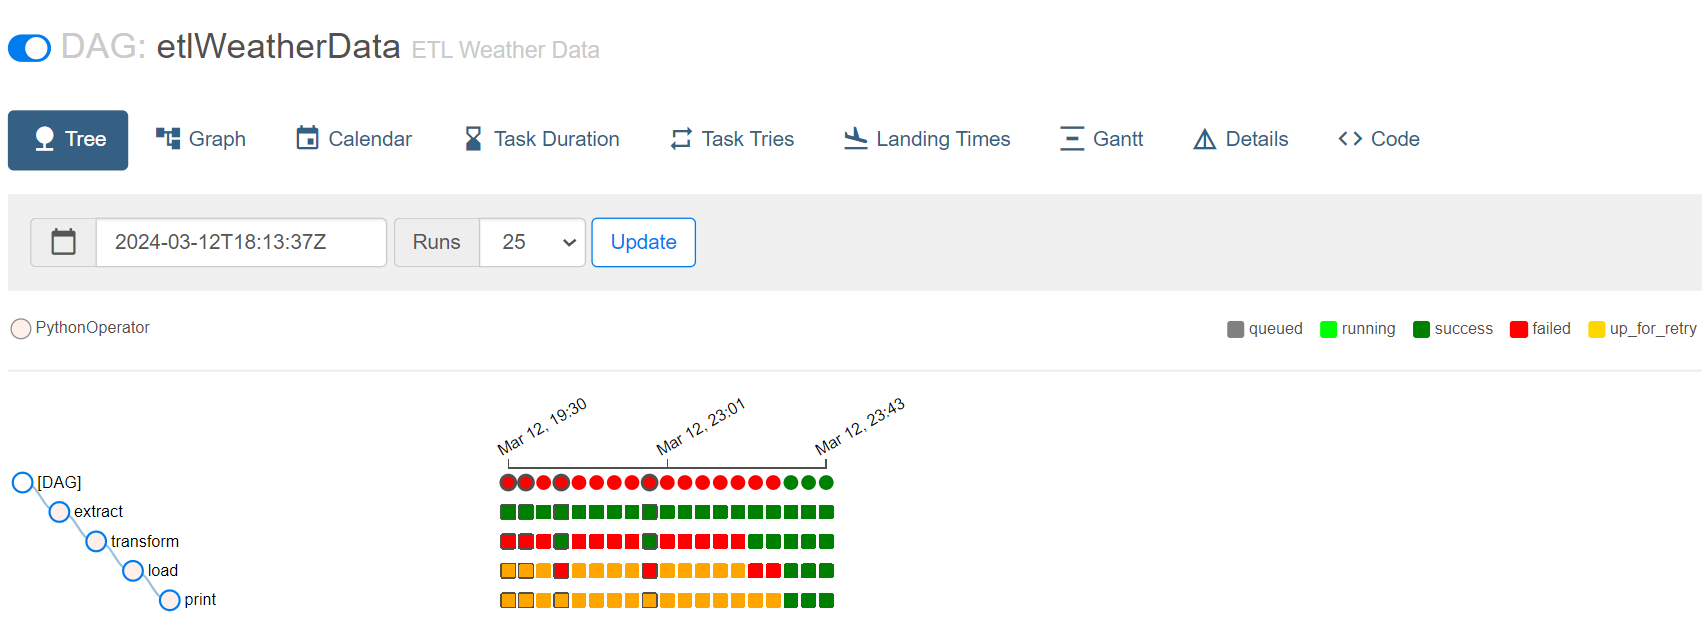 DAG: etlWeatherData ETL Weather Data
Tree Graph Calendar Task Duration Task Tries Landing Times Gantt Details Code
2024-03-12T18:13:37Z Runs 25 Update
PythonOperator queued running success failed up_for_retry
Mar 12, 19:30 Mar 12, 23:01 Mar 12, 23:43
[DAG]
extract
transform
load
print